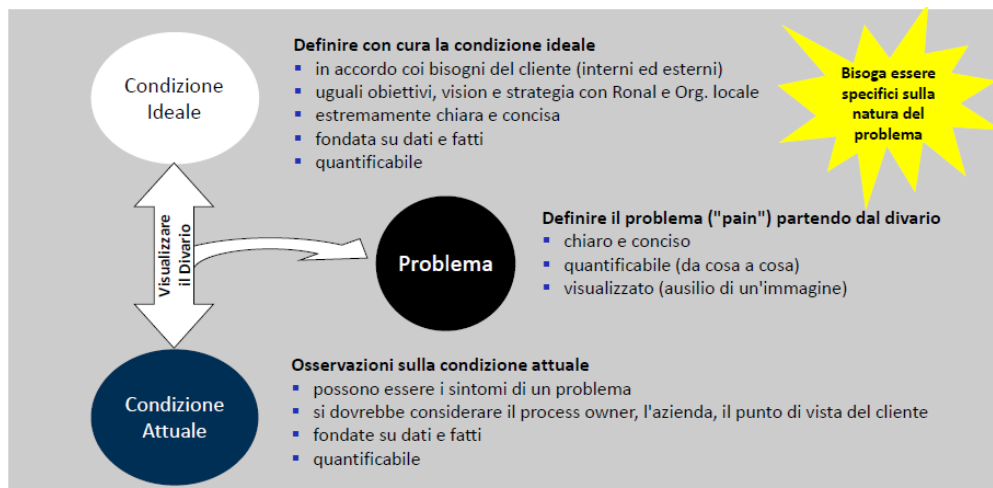 Definire con cura la condizione ideale
in accordo coi bisogni del cliente (interni ed esterni)
uguali obiettivi, vision e strategia con Ronal e Org. locale
estremamente chiara e concisa
fondata su dati e fatti
quantificabile
Condizione
Ideale
Bisoga essere
specifici sulla
natura del
problema
Visualizzare
il Divario
Problema
Definire il problema ("pain") partendo dal divario
chiaro e conciso
quantificabile (da cosa a cosa)
visualizzato (ausilio di un'immagine)
Condizione
Attuale
Osservazioni sulla condizione attuale
possono essere i sintomi di un problema
si dovrebbe considerare il process owner, l'azienda, il punto di vista del cliente
fondate su dati e fatti
quantificabile